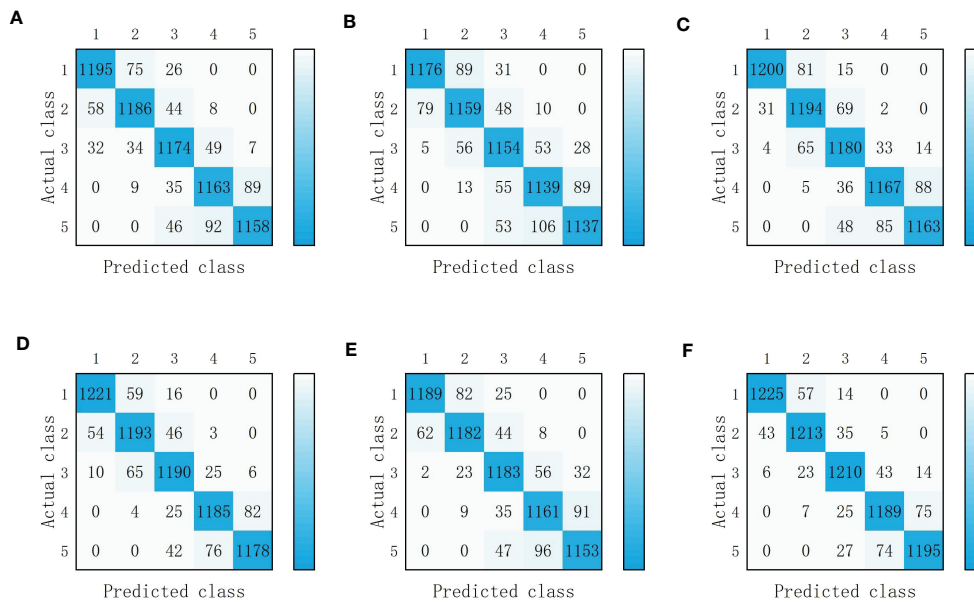 A
B
C
1 2 3 4 5
1 2 3 4 5
1 2 3 4 5
Actual class
1 1195 75 26 0 0
2 58 1186 44 8 0
3 32 34 1174 49 7
4 0 9 35 1163 89
5 0 0 46 92 1158
Predicted class
Actual class
1 1176 89 31 0 0
2 79 1159 48 10 0
3 5 56 1154 53 28
4 0 13 55 1139 89
5 0 0 53 106 1137
Predicted class
Actual class
1 1200 81 15 0 0
2 31 1194 69 2 0
3 4 65 1180 33 14
4 0 5 36 1167 88
5 0 0 48 85 1163
Predicted class
D
E
F
1 2 3 4 5
1 2 3 4 5
1 2 3 4 5
Actual class
1 1221 59 16 0 0
2 54 1193 46 3 0
3 10 65 1190 25 6
4 0 4 25 1185 82
5 0 0 42 76 1178
Predicted class
Actual class
1 1189 82 25 0 0
2 62 1182 44 8 0
3 2 23 1183 56 32
4 0 9 35 1161 91
5 0 0 47 96 1153
Predicted class
Actual class
1 1225 57 14 0 0
2 43 1213 35 5 0
3 6 23 1210 43 14
4 0 7 25 1189 75
5 0 0 27 74 1195
Predicted class